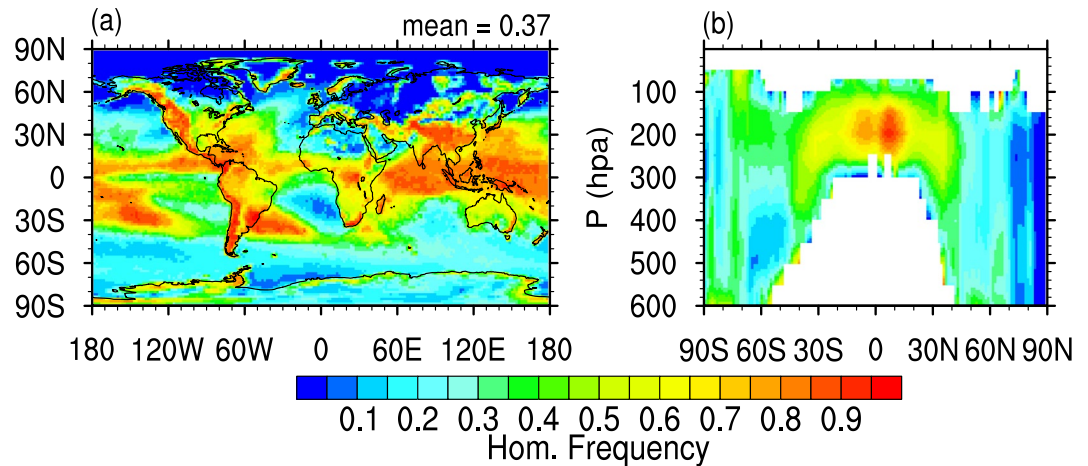 (a)
mean = 0.37
90N
60N
30N
0
30S
60S
90S
180 120W 60W 0 60E 120E 180
(b)
P (hpa)
100
200
300
400
500
600
90S 60S 30S 0 30N 60N 90N
0.1 0.2 0.3 0.4 0.5 0.6 0.7 0.8 0.9
Hom. Frequency